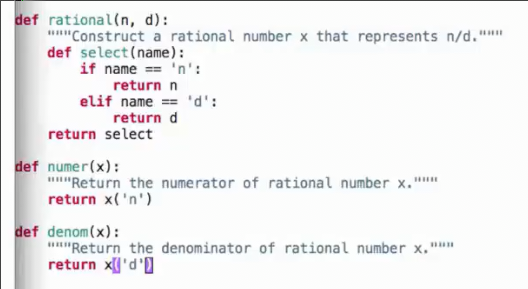 def rational(n, d):
    """Construct a rational number x that represents n/d."""
    def select(name):
        if name == 'n':
            return n
        elif name == 'd':
            return d
    return select

def numer(x):
    """Return the numerator of rational number x."""
    return x('n')

def denom(x):
    """Return the denominator of rational number x."""
    return x('d')